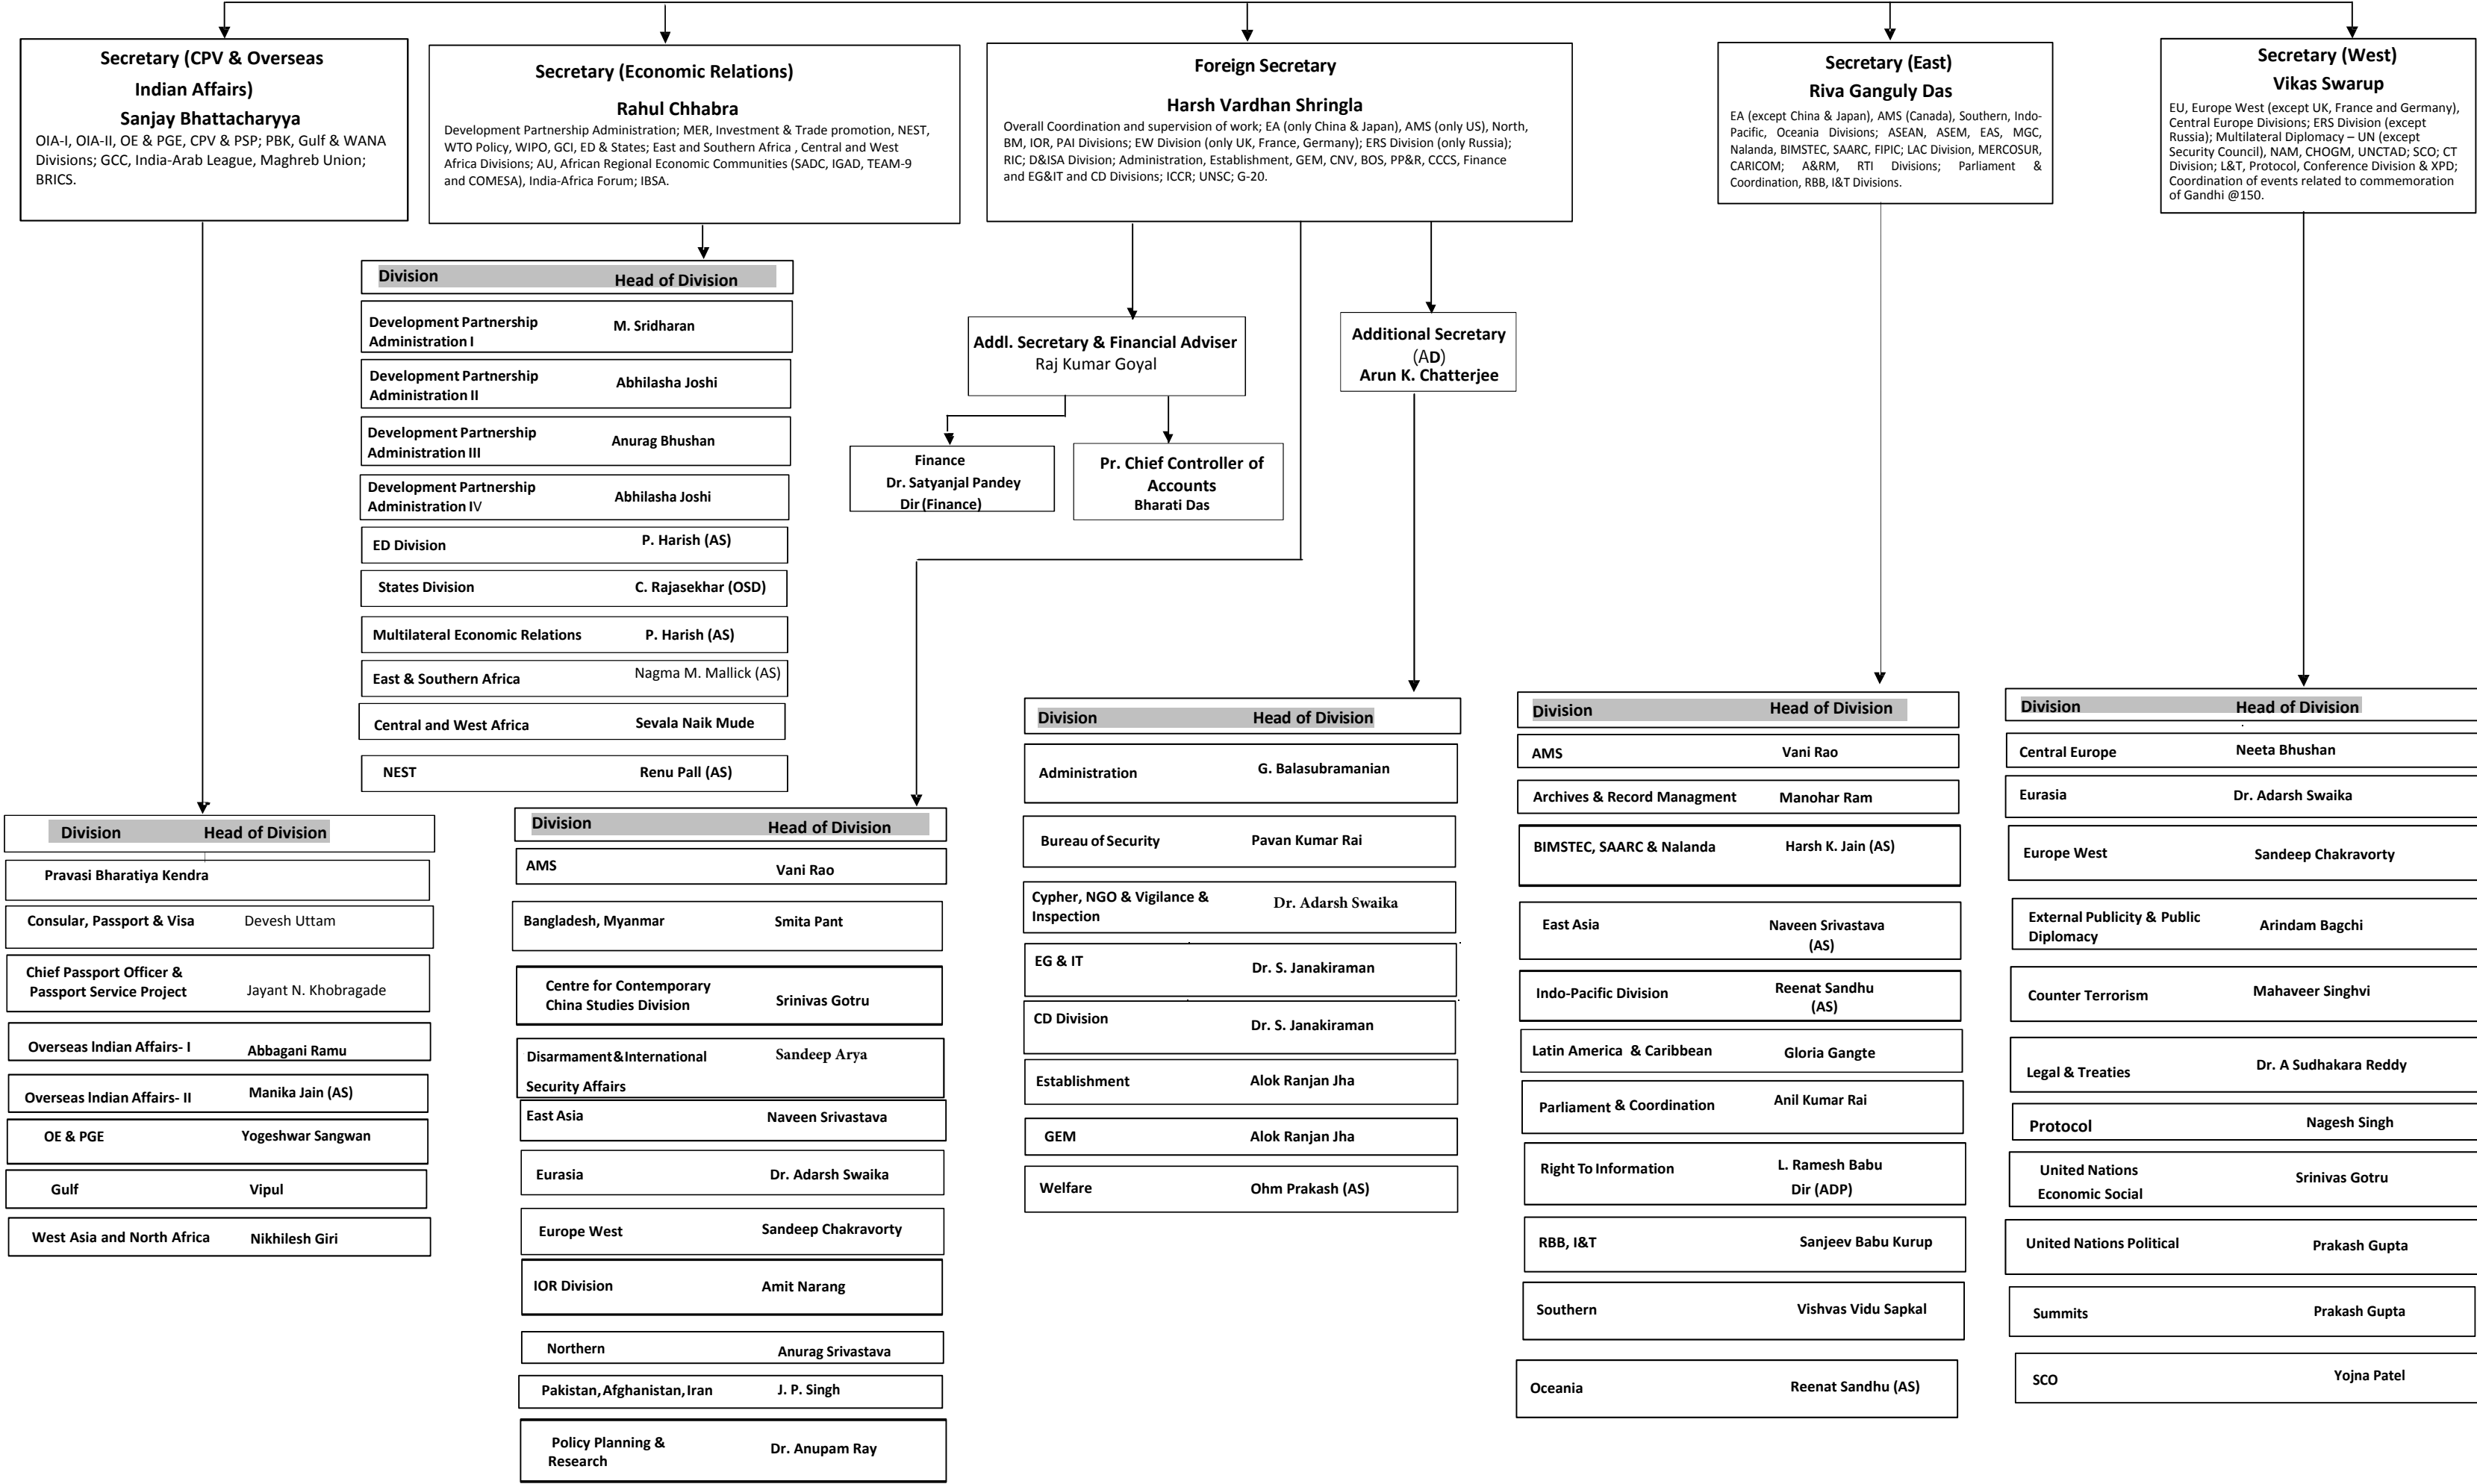 Secretary (CPV & Overseas
Indian Affairs)
Sanjay Bhattacharyya
OIA-I, OIA-II, OE & PGE, CPV & PSP; PBK, Gulf & WANA
Divisions; GCC, India-Arab League, Maghreb Union;
BRICS.
Secretary (Economic Relations)
Rahul Chhabra
Development Partnership Administration; MER, Investment & Trade promotion, NEST,
WTO Policy, WIPO, GCI, ED & States; East and Southern Africa , Central and West
Africa Divisions; AU, African Regional Economic Communities (SADC, IGAD, TEAM-9
and COMESA), India-Africa Forum; IBSA.
Foreign Secretary
Harsh Vardhan Shringla
Overall Coordination and supervision of work; EA (only China & Japan), AMS (only US), North,
BM, IOR, PAI Divisions; EW Division (only UK, France, Germany); ERS Division (only Russia);
RIC; D&ISA Division; Administration, Establishment, GEM, CNV, BOS, PP&R, CCCS, Finance
and EG&IT and CD Divisions; ICCR; UNSC; G-20.
Secretary (East)
Riva Ganguly Das
EA (except China & Japan), AMS (Canada), Southern, Indo-
Pacific, Oceania Divisions; ASEAN, ASEM, EAS, MGC,
Nalanda, BIMSTEC, SAARC, FIPIC; LAC Division, MERCOSUR,
CARICOM; A&RM, RTI Divisions; Parliament &
Coordination, RBB, I&T Divisions.
Secretary (West)
Vikas Swarup
EU, Europe West (except UK, France and Germany),
Central Europe Divisions; ERS Division (except
Russia); Multilateral Diplomacy – UN (except
Security Council), NAM, CHOGM, UNCTAD; SCO; CT
Division; L&T, Protocol, Conference Division & XPD;
Coordination of events related to commemoration
of Gandhi @150.
Division Head of Division
Development Partnership M. Sridharan
Administration I
Development Partnership Abhilasha Joshi
Administration II
Development Partnership Anurag Bhushan
Administration III
Development Partnership Abhilasha Joshi
Administration IV
ED Division P. Harish (AS)
States Division C. Rajasekhar (OSD)
Multilateral Economic Relations P. Harish (AS)
East & Southern Africa Nagma M. Mallick (AS)
Central and West Africa Sevala Naik Mude
NEST Renu Pall (AS)
Addl. Secretary & Financial Adviser
Raj Kumar Goyal
Additional Secretary
(AD)
Arun K. Chatterjee
Finance
Dr. Satyanjal Pandey
Dir (Finance)
Pr. Chief Controller of
Accounts
Bharati Das
Division Head of Division
Pravasi Bharatiya Kendra
Consular, Passport & Visa Devesh Uttam
Chief Passport Officer &
Passport Service Project Jayant N. Khobragade
Overseas Indian Affairs- I Abbagani Ramu
Overseas Indian Affairs- II Manika Jain (AS)
OE & PGE Yogeshwar Sangwan
Gulf Vipul
West Asia and North Africa Nikhilesh Giri
Division Head of Division
AMS Vani Rao
Bangladesh, Myanmar Smita Pant
Centre for Contemporary
China Studies Division Srinivas Gotru
Disarmament&International Sandeep Arya
Security Affairs
East Asia Naveen Srivastava
Eurasia Dr. Adarsh Swaika
Europe West Sandeep Chakravorty
IOR Division Amit Narang
Northern Anurag Srivastava
Pakistan,Afghanistan,Iran J. P. Singh
Policy Planning & Dr. Anupam Ray
Research
Division Head of Division
Administration G. Balasubramanian
Bureau of Security Pavan Kumar Rai
Cypher, NGO & Vigilance & Dr. Adarsh Swaika
Inspection
EG & IT Dr. S. Janakiraman
CD Division Dr. S. Janakiraman
Establishment Alok Ranjan Jha
GEM Alok Ranjan Jha
Welfare Ohm Prakash (AS)
Division Head of Division
AMS Vani Rao
Archives & Record Managment Manohar Ram
BIMSTEC, SAARC & Nalanda Harsh K. Jain (AS)
East Asia Naveen Srivastava
(AS)
Indo-Pacific Division Reenat Sandhu
(AS)
Latin America & Caribbean Gloria Gangte
Parliament & Coordination Anil Kumar Rai
Right To Information L. Ramesh Babu
Dir (ADP)
RBB, I&T Sanjeev Babu Kurup
Southern Vishvas Vidu Sapkal
Oceania Reenat Sandhu (AS)
Division Head of Division
Central Europe Neeta Bhushan
Eurasia Dr. Adarsh Swaika
Europe West Sandeep Chakravorty
External Publicity & Public Arindam Bagchi
Diplomacy
Counter Terrorism Mahaveer Singhvi
Legal & Treaties Dr. A Sudhakara Reddy
Protocol Nagesh Singh
United Nations Srinivas Gotru
Economic Social
United Nations Political Prakash Gupta
Summits Prakash Gupta
SCO Yojna Patel